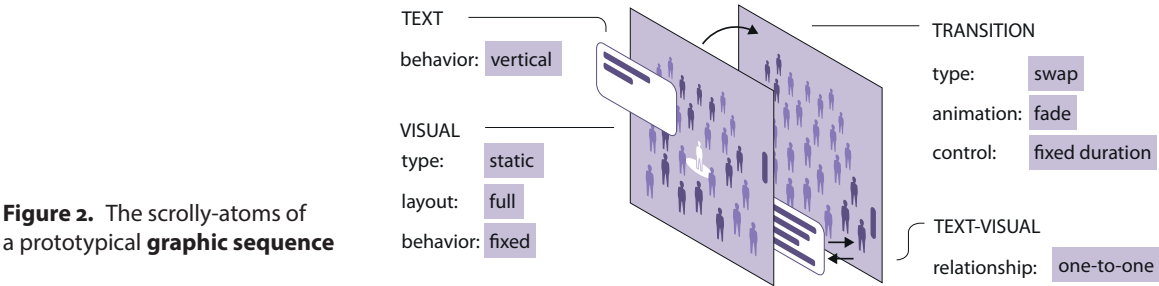 TEXT
behavior: vertical
VISUAL
type: static
layout: full
behavior: fixed
TRANSITION
type: swap
animation: fade
control: fixed duration
TEXT-VISUAL
relationship: one-to-one
Figure 2. The scrolly-atoms of
a prototypical graphic sequence